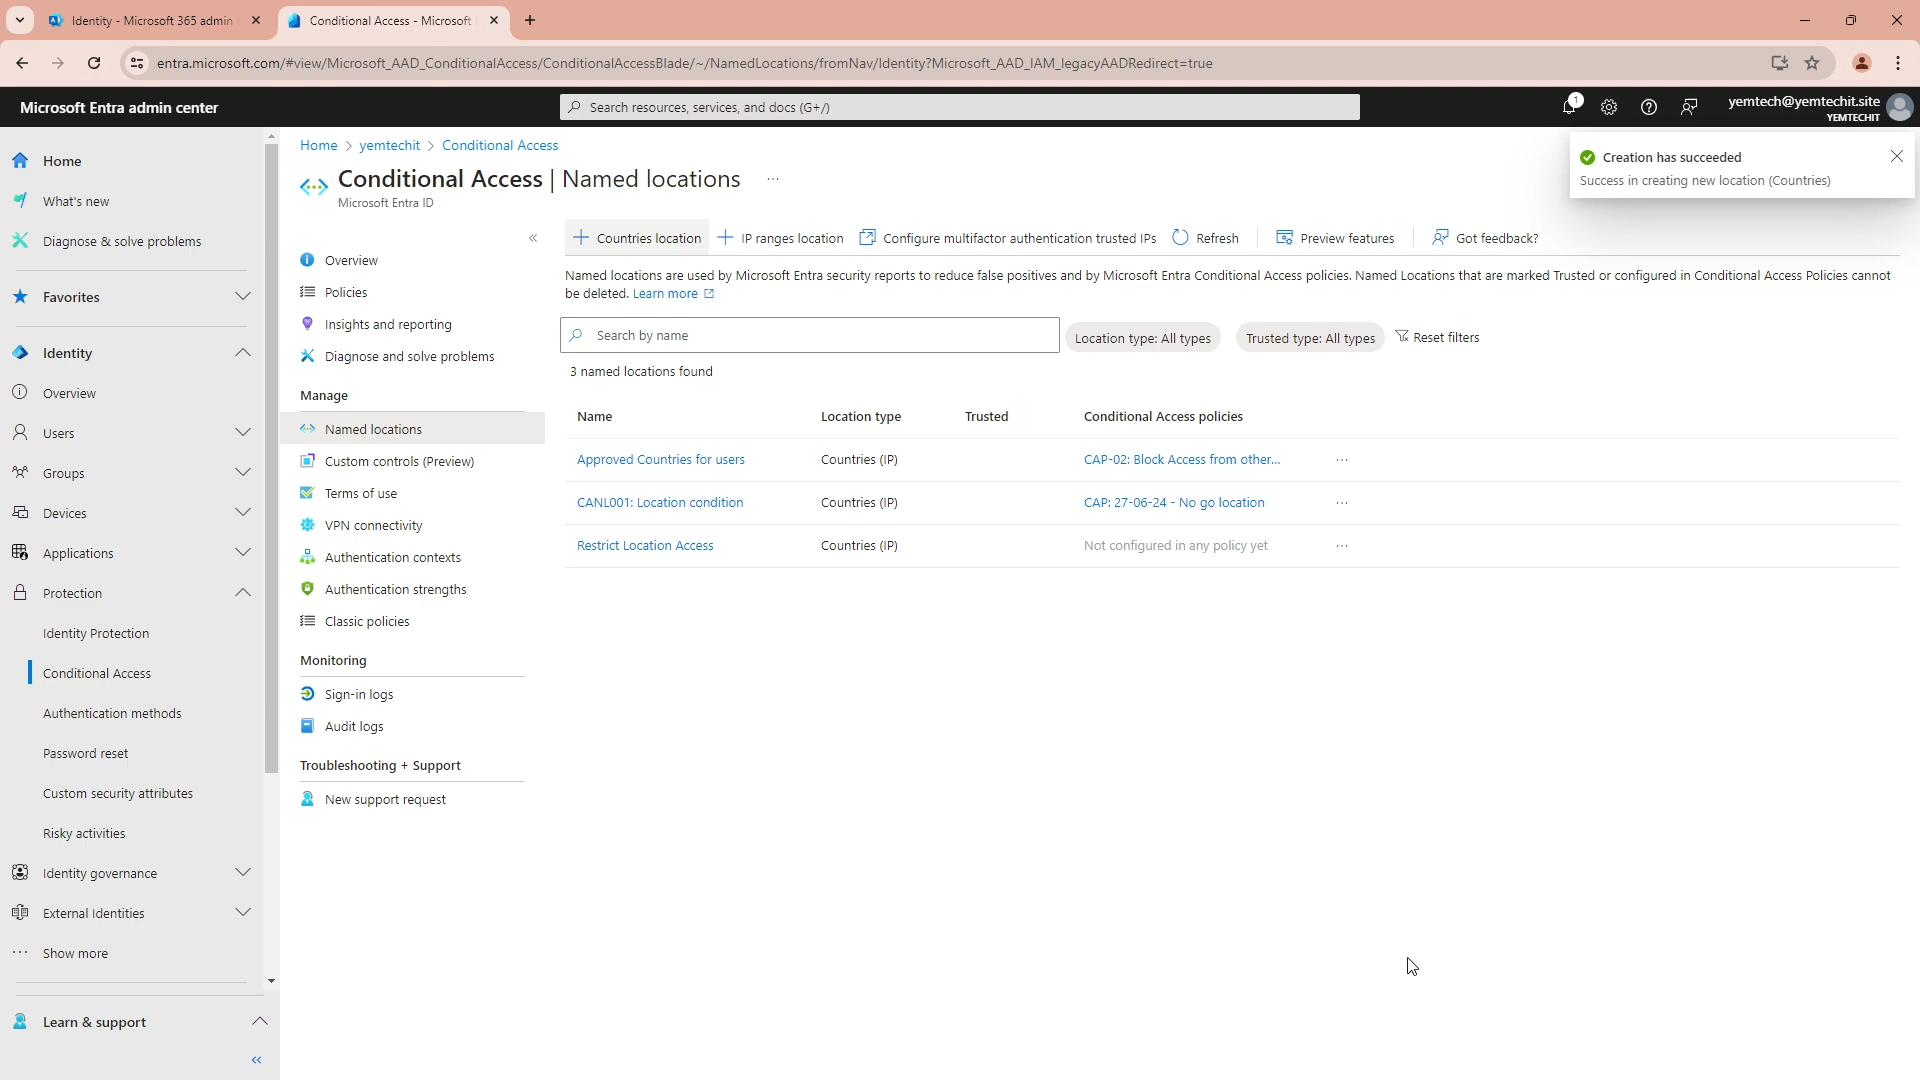 Identity - Microsoft 365 admin
Conditional Access - Microsoft
entra.microsoft.com/#view/Microsoft_AAD_ConditionalAccess/ConditionalAccessBlade/~/NamedLocations/fromNav/Identity?Microsoft_AAD_IAM_legacyAADRedirect=true
Microsoft Entra admin center
Search resources, services, and docs (G+/)
1
yemtech@yemtechit.site
YEMTECHIT
Creation has succeeded
Success in creating new location (Countries)
Home
What's new
Diagnose & solve problems
Favorites
Identity
Overview
Users
Groups
Devices
Applications
Protection
Identity Protection
Conditional Access
Authentication methods
Password reset
Custom security attributes
Risky activities
Identity governance
External Identities
Show more
Learn & support
Home > yemtechit > Conditional Access
Conditional Access | Named locations ...
Microsoft Entra ID
Overview
Policies
Insights and reporting
Diagnose and solve problems
Manage
Named locations
Custom controls (Preview)
Terms of use
VPN connectivity
Authentication contexts
Authentication strengths
Classic policies
Monitoring
Sign-in logs
Audit logs
Troubleshooting + Support
New support request
Countries location IP ranges location Configure multifactor authentication trusted IPs Refresh Preview features Got feedback?
Named locations are used by Microsoft Entra security reports to reduce false positives and by Microsoft Entra Conditional Access policies. Named Locations that are marked Trusted or configured in Conditional Access Policies cannot
be deleted. Learn more
Search by name
Location type: All types
Trusted type: All types
Reset filters
3 named locations found
Name Location type Trusted Conditional Access policies
Approved Countries for users Countries (IP) CAP-02: Block Access from other... ...
CANL001: Location condition Countries (IP) CAP: 27-06-24 - No go location ...
Restrict Location Access Countries (IP) Not configured in any policy yet ...